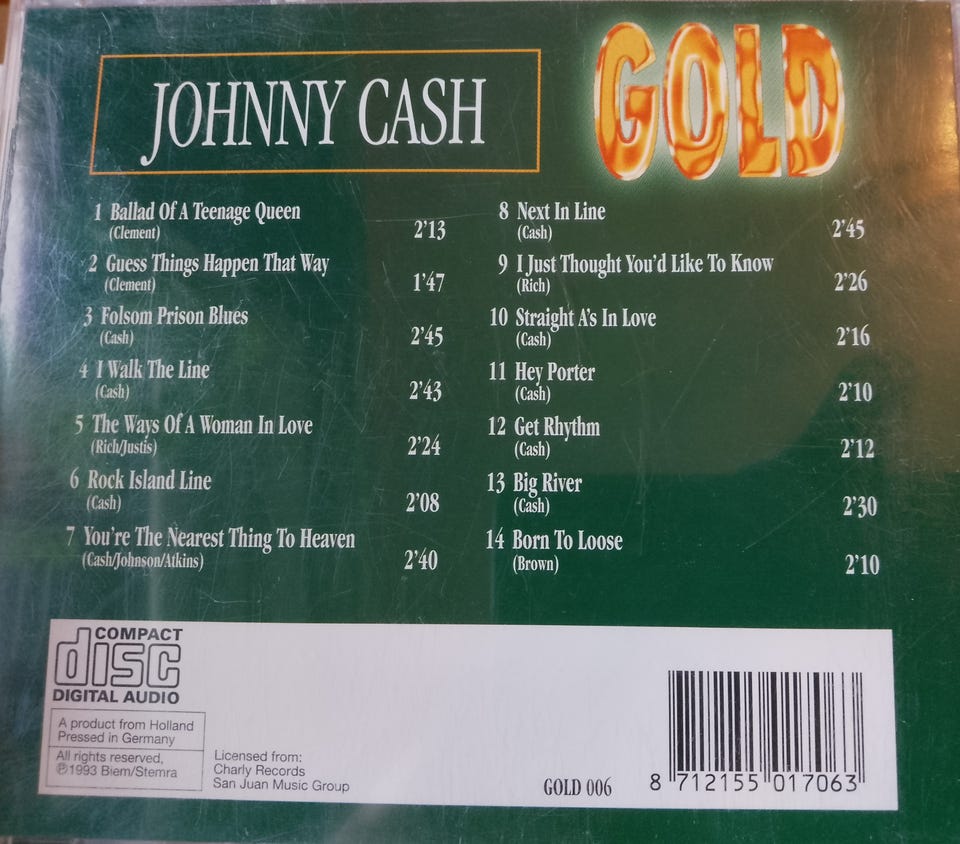 JOHNNY CASH
GOLD
1 Ballad Of A Teenage Queen
(Clement)
2'13
2 Guess Things Happen That Way
(Clement)
1'47
3 Folsom Prison Blues
(Cash)
2'45
4 I Walk The Line
(Cash)
2'43
5 The Ways Of A Woman In Love
(Rich/Justis)
2'24
6 Rock Island Line
(Cash)
2'08
7 You're The Nearest Thing To Heaven
(Cash/Johnson/Atkins)
2'40
8 Next In Line
(Cash)
2'45
9 I Just Thought You'd Like To Know
(Rich)
2'26
10 Straight A's In Love
(Cash)
2'16
11 Hey Porter
(Cash)
2'10
12 Get Rhythm
(Cash)
2'12
13 Big River
(Cash)
2'30
14 Born To Loose
(Brown)
2'10
COMPACT
disc
DIGITAL AUDIO
A product from Holland
Pressed in Germany
All rights reserved,
℗1993 Biem/Stemra
Licensed from:
Charly Records
San Juan Music Group
GOLD 006
8 712155 017063